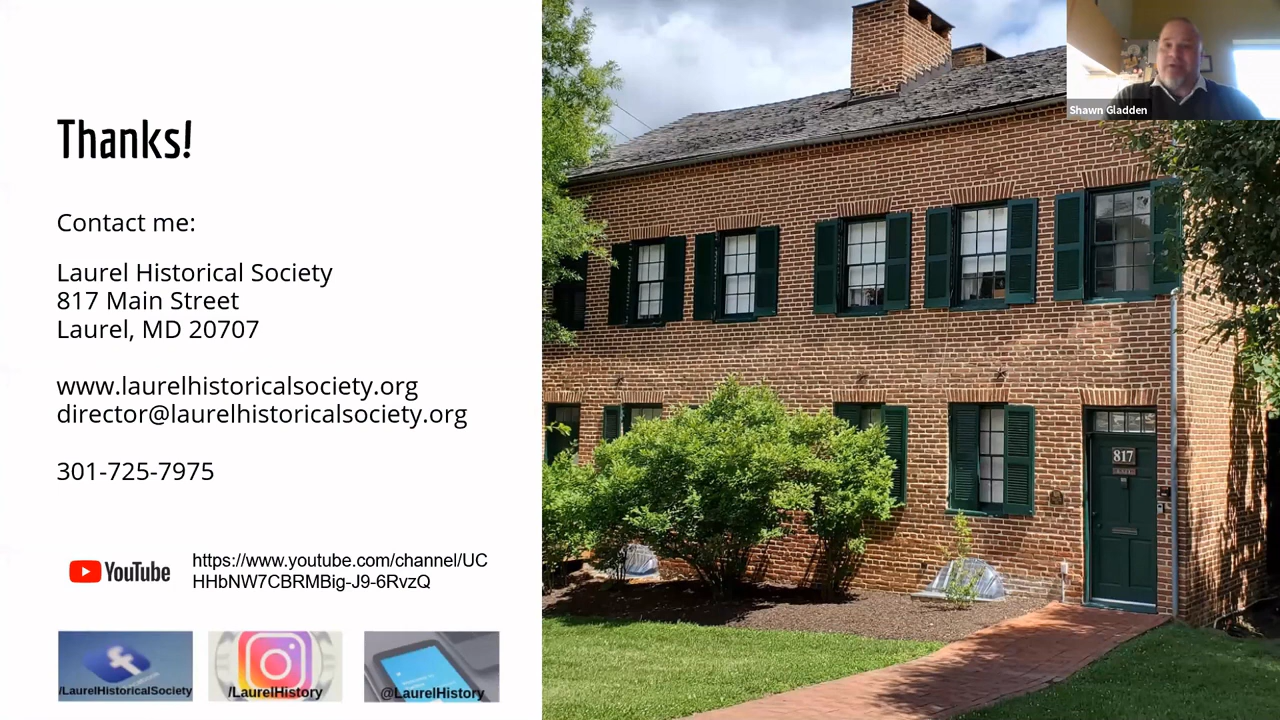 Thanks!
Contact me:
Laurel Historical Society
817 Main Street
Laurel, MD 20707
www.laurelhistoricalsociety.org
director@laurelhistoricalsociety.org
301-725-7975
YouTube
https://www.youtube.com/channel/UC
HHbNW7CBRMBig-J9-6RvzQ
/LaurelHistoricalSociety
/LaurelHistory
@LaurelHistory
Shawn Gladden
817